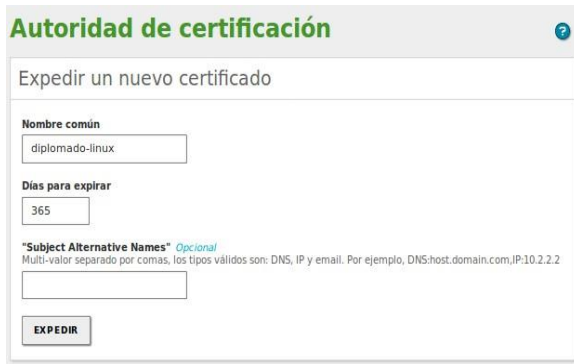 Autoridad de certificación
?
Expedir un nuevo certificado
Nombre común
diplomado-linux
Días para expirar
365
"Subject Alternative Names" Opcional
Multi-valor separado por comas, los tipos válidos son: DNS, IP y email. Por ejemplo, DNS:host.domain.com,IP:10.2.2.2
EXPEDIR